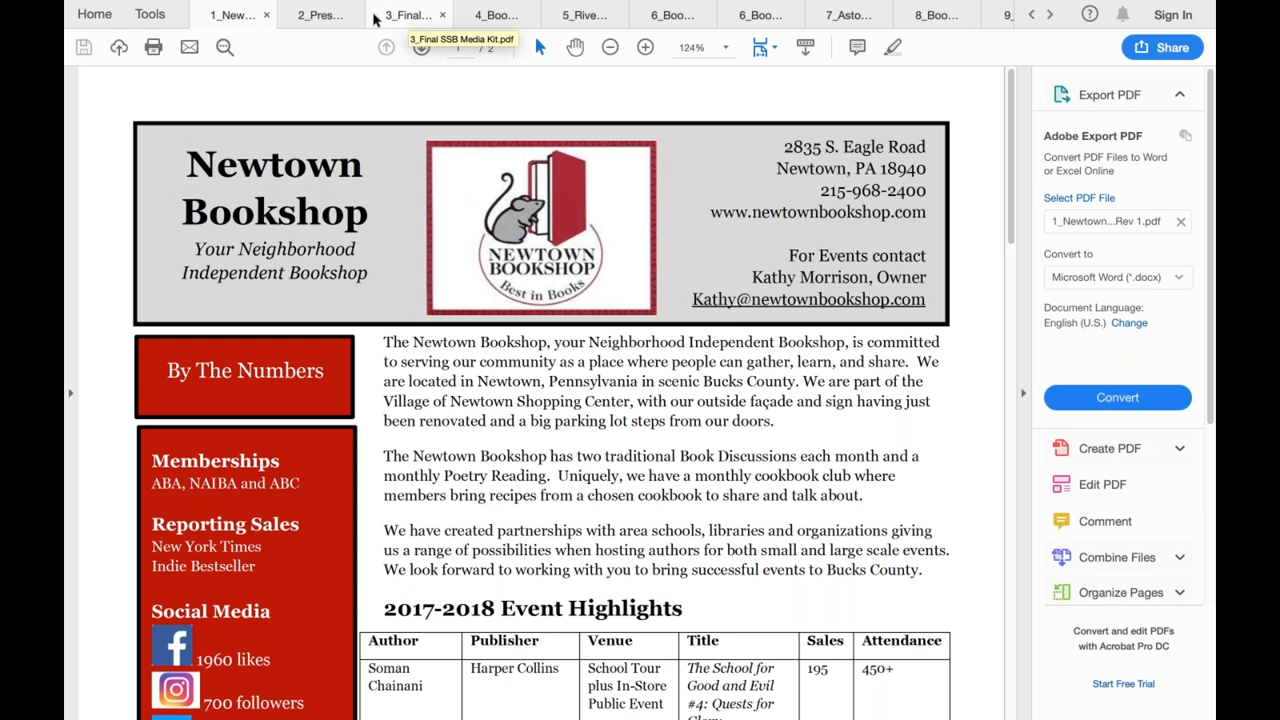 Home Tools 1_New... × 2_Pres... 3_Final... × 4_Boo... 5_Rive... 6_Boo... 6_Boo... 7_Asto... 8_Boo... 9_ Sign In
3_Final SSB Media Kit.pdf
/ 2 124% Share
Newtown
Bookshop
Your Neighborhood
Independent Bookshop
NEWTOWN
BOOKSHOP
Best in Books
2835 S. Eagle Road
Newtown, PA 18940
215-968-2400
www.newtownbookshop.com
For Events contact
Kathy Morrison, Owner
Kathy@newtownbookshop.com
By The Numbers
Memberships
ABA, NAIBA and ABC
Reporting Sales
New York Times
Indie Bestseller
Social Media
1960 likes
700 followers
The Newtown Bookshop, your Neighborhood Independent Bookshop, is committed
to serving our community as a place where people can gather, learn, and share. We
are located in Newtown, Pennsylvania in scenic Bucks County. We are part of the
Village of Newtown Shopping Center, with our outside façade and sign having just
been renovated and a big parking lot steps from our doors.
The Newtown Bookshop has two traditional Book Discussions each month and a
monthly Poetry Reading. Uniquely, we have a monthly cookbook club where
members bring recipes from a chosen cookbook to share and talk about.
We have created partnerships with area schools, libraries and organizations giving
us a range of possibilities when hosting authors for both small and large scale events.
We look forward to working with you to bring successful events to Bucks County.
2017-2018 Event Highlights
Author Publisher Venue Title Sales Attendance
Soman Harper Collins School Tour The School for 195 450+
Chainani plus In-Store Good and Evil
Public Event #4: Quests for
Glory
Export PDF
Adobe Export PDF
Convert PDF Files to Word
or Excel Online
Select PDF File
1_Newtown...Rev 1.pdf
Convert to
Microsoft Word (*.docx)
Document Language:
English (U.S.) Change
Convert
Create PDF
Edit PDF
Comment
Combine Files
Organize Pages
Convert and edit PDFs
with Acrobat Pro DC
Start Free Trial